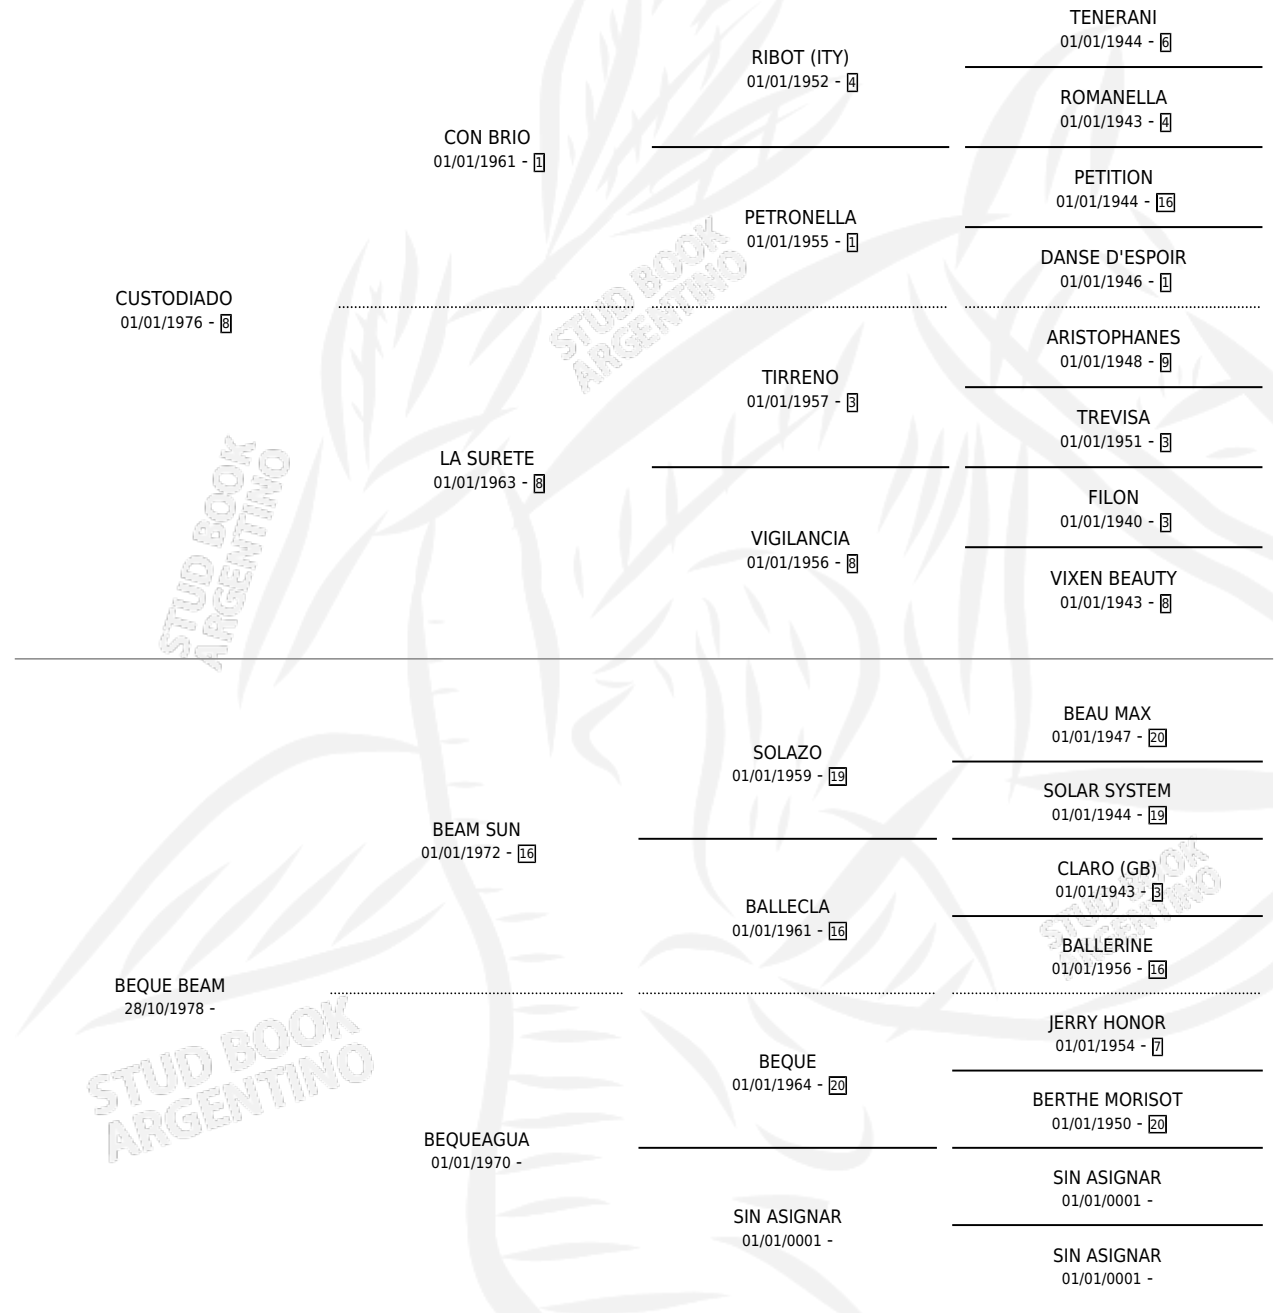 TENERANI
01/01/1944 - 6
RIBOT (ITY)
01/01/1952 - 4
ROMANELLA
01/01/1943 - 4
CON BRIO
01/01/1961 - 1
PETITION
01/01/1944 - 16
PETRONELLA
01/01/1955 - 1
DANSE D'ESPOIR
01/01/1946 - 1
CUSTODIADO
01/01/1976 - 8
STUD BOOK
ARGENTINO
ARISTOPHANES
01/01/1948 - 9
TIRRENO
01/01/1957 - 3
TREVISA
01/01/1951 - 3
LA SURETE
01/01/1963 - 8
STUD BOOK
ARGENTINO
FILON
01/01/1940 - 3
VIGILANCIA
01/01/1956 - 8
VIXEN BEAUTY
01/01/1943 - 8
BEAU MAX
01/01/1947 - 20
SOLAZO
01/01/1959 - 19
SOLAR SYSTEM
01/01/1944 - 19
BEAM SUN
01/01/1972 - 16
CLARO (GB)
01/01/1943 - 3
STUD BOOK
ARGENTINO
BALLECLA
01/01/1961 - 16
BALLERINE
01/01/1956 - 16
BEQUE BEAM
28/10/1978 -
STUD BOOK
ARGENTINO
JERRY HONOR
01/01/1954 - 7
BEQUE
01/01/1964 - 20
BERTHE MORISOT
01/01/1950 - 20
BEQUEAGUA
01/01/1970 -
SIN ASIGNAR
01/01/0001 -
SIN ASIGNAR
01/01/0001 -
SIN ASIGNAR
01/01/0001 -